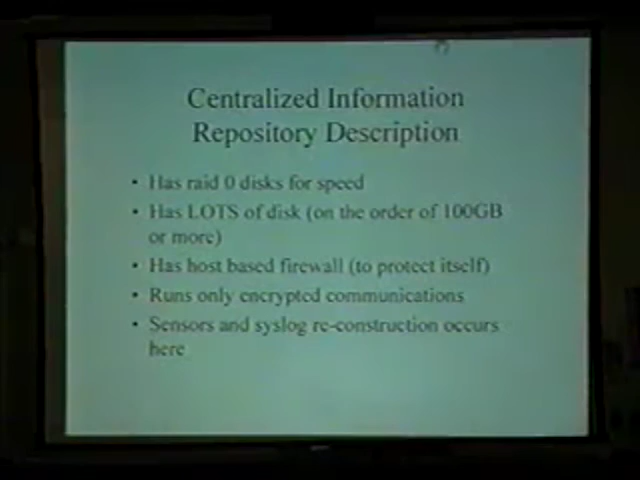 Centralized Information
Repository Description
• Has raid 0 disks for speed
• Has LOTS of disk (on the order of 100GB
or more)
• Has host based firewall (to protect itself)
• Runs only encrypted communications
• Sensors and syslog re-construction occurs
here